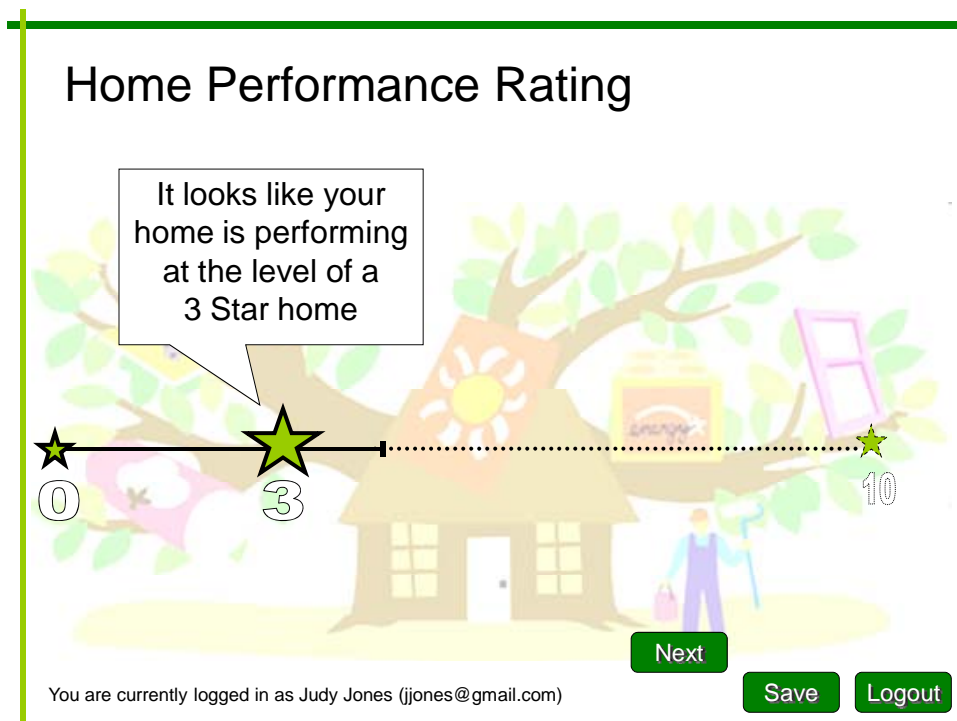 Home Performance Rating
It looks like your
home is performing
at the level of a
3 Star home
0
3
10
energy
Next
You are currently logged in as Judy Jones (jjones@gmail.com)
Save
Logout